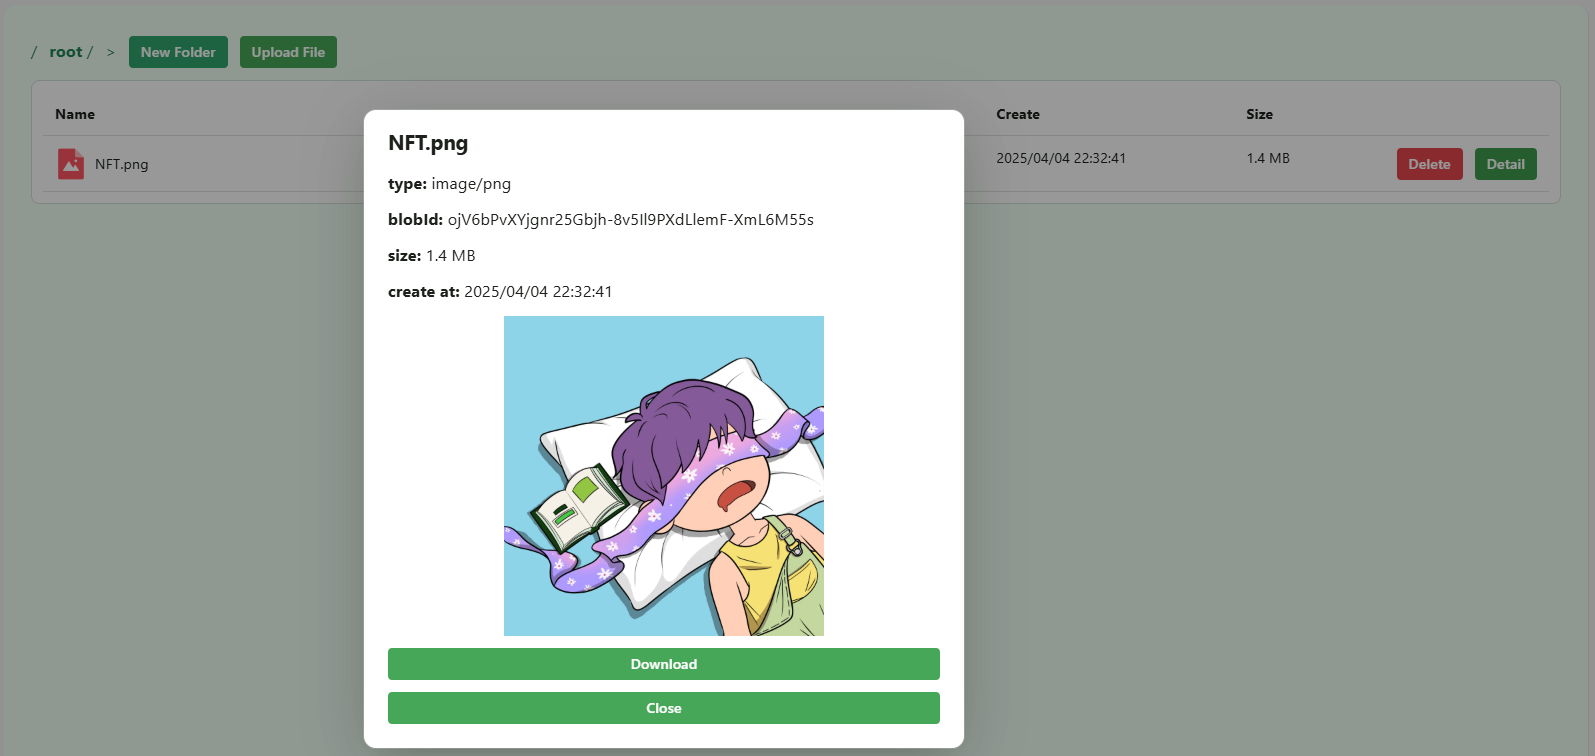 / root / > New Folder Upload File
Name Create Size
NFT.png 2025/04/04 22:32:41 1.4 MB Delete Detail
NFT.png
type: image/png
blobId: ojV6bPvXYjgnr25Gbjh-8v5Il9PXdLlemF-XmL6M55s
size: 1.4 MB
create at: 2025/04/04 22:32:41
Download
Close